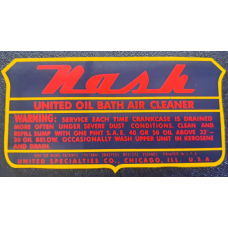 Nash
UNITED OIL BATH AIR CLEANER
WARNING: SERVICE EACH TIME CRANKCASE IS DRAINED
MORE OFTEN UNDER SEVERE DUST CONDITIONS. CLEAN AND
REFILL SUMP WITH ONE PINT S.A.E. 40 OR 50 OIL ABOVE 32°-
20 OIL BELOW. OCCASIONALLY WASH UPPER UNIT IN KEROSENE
AND DRAIN.
UNITED SPECIALTIES CO., CHICAGO, ILL. U.S.A.